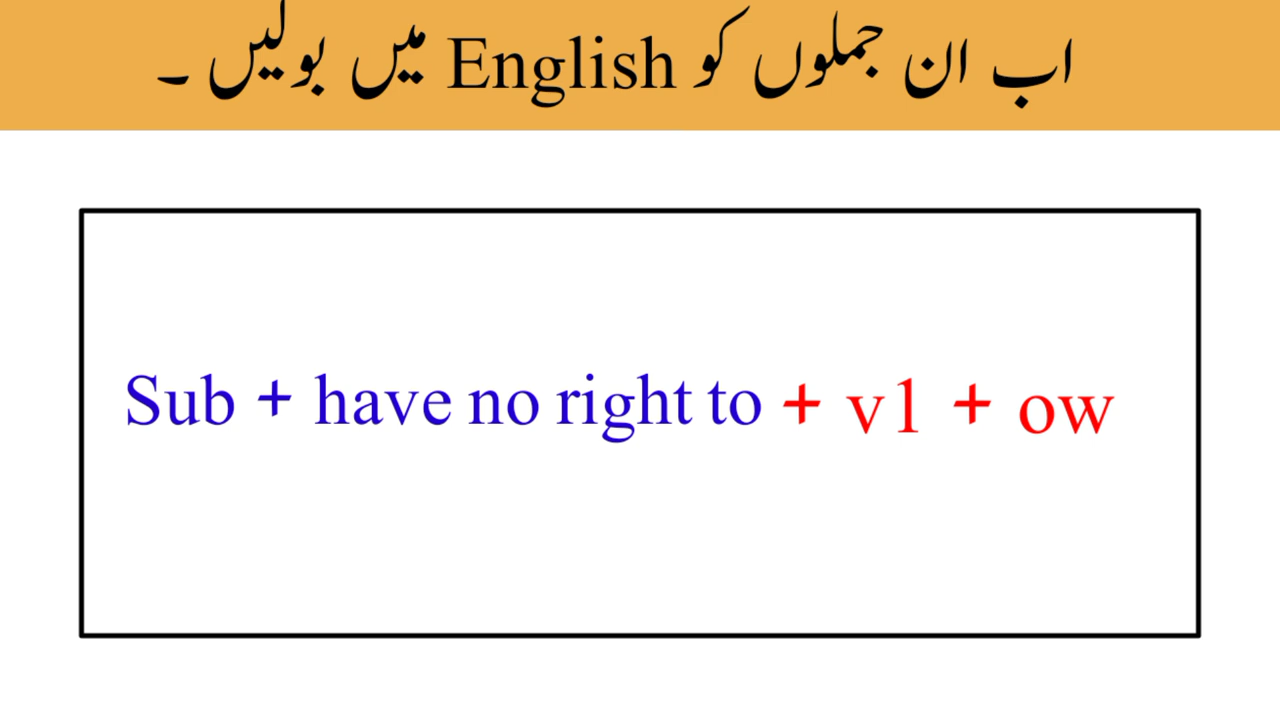 اب ان جملوں کو English میں بولیں ۔
Sub + have no right to + v1 + ow